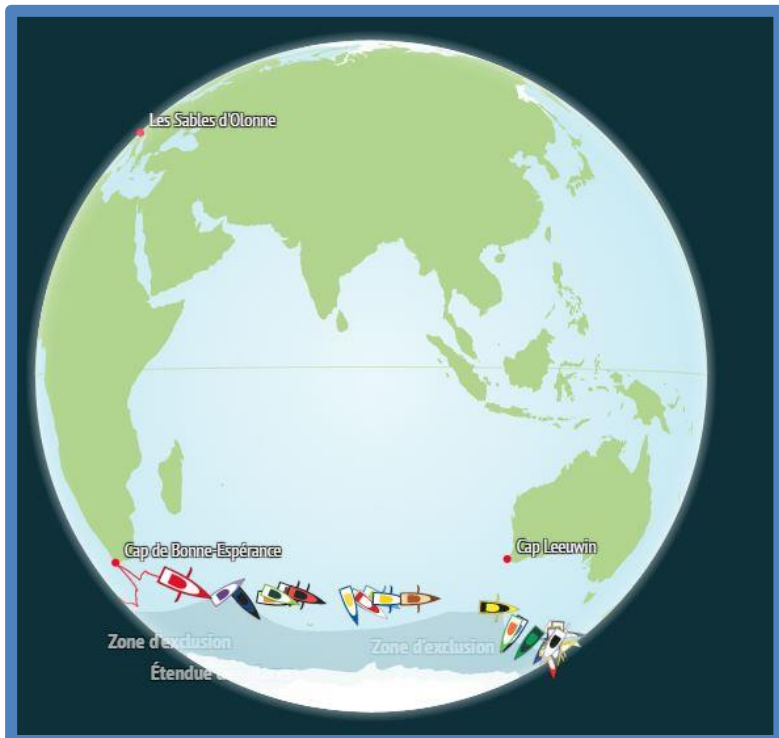 Les Sables d'Olonne
Cap de Bonne-Espérance
Cap Leeuwin
Zone d'exclusion
Zone d'exclusion
Étendue